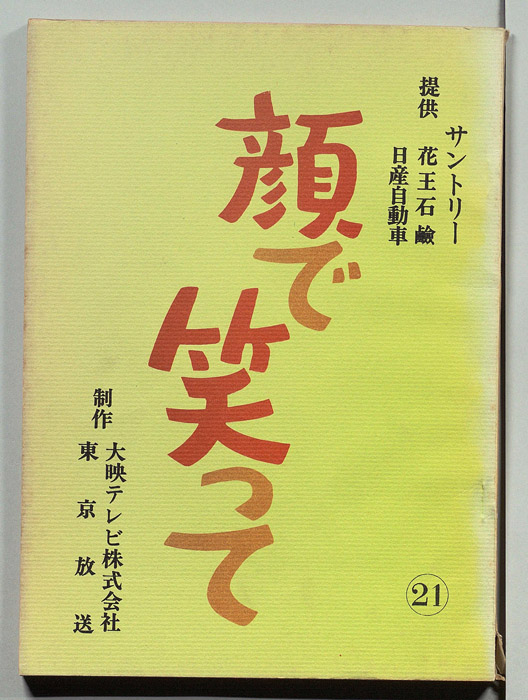 提供
サントリー
花王石鹸
日産自動車
顔で
笑って
制作
大映テレビ株式会社
東京放送
21